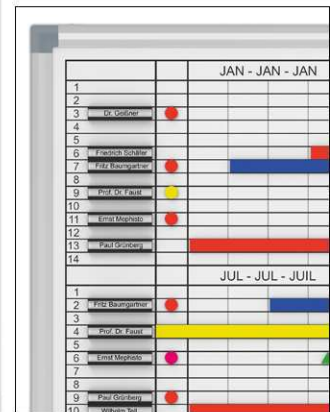 JAN - JAN - JAN
1
2
3 Dr. Geißner
4
5
6 Friedrich Schäfer
7 Fritz Baumgartner
8
9 Prof. Dr. Faust
10
11 Ernst Mephisto
12
13 Paul Grünberg
14
JUL - JUL - JUIL
1
2 Fritz Baumgartner
3
4 Prof. Dr. Faust
5
6 Ernst Mephisto
7
8
9 Paul Grünberg
10 Wilhelm Tell